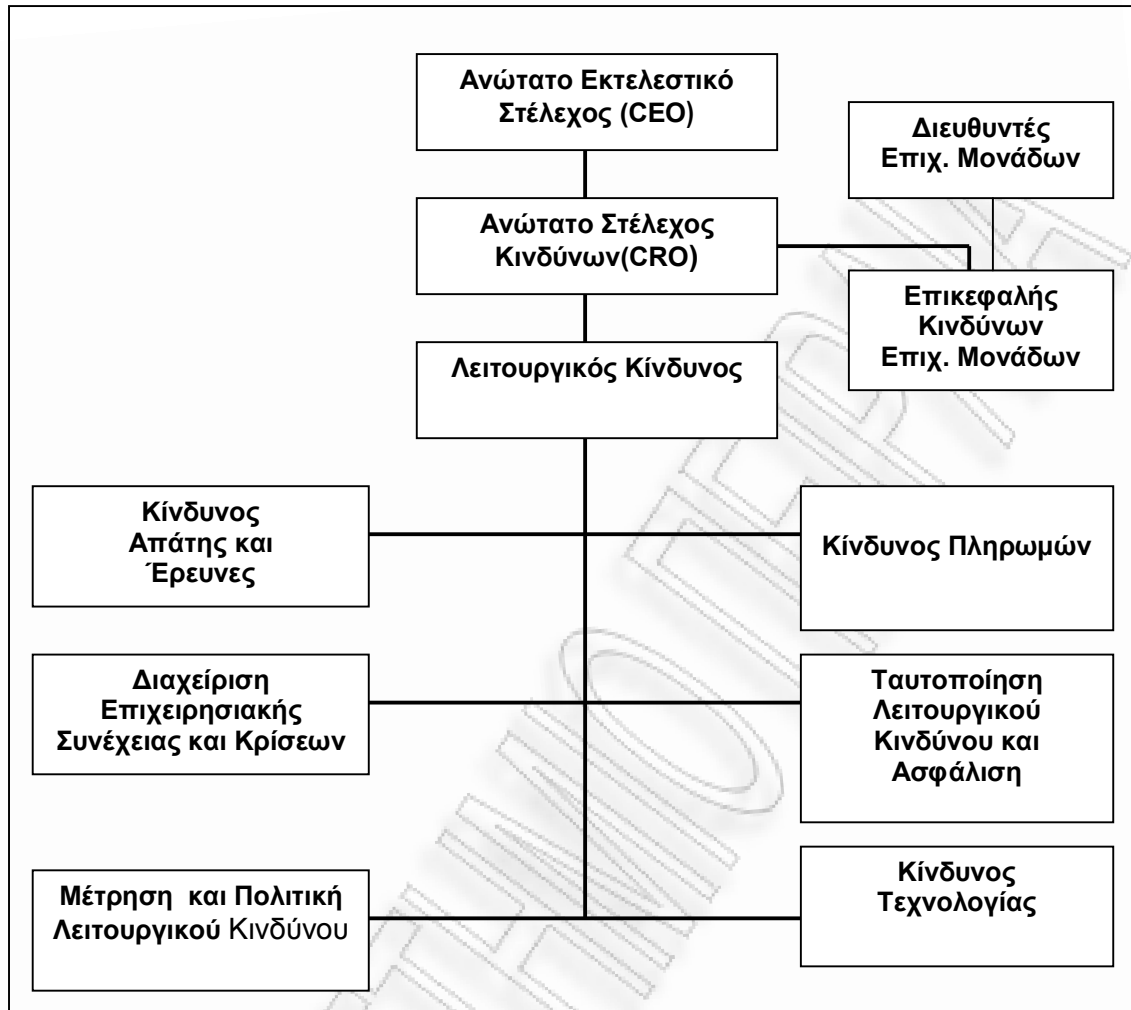 Ανώτατο Εκτελεστικό
Στέλεχος (CEO)
Διευθυντές
Επιχ. Μονάδων
Ανώτατο Στέλεχος
Κινδύνων(CRO)
Επικεφαλής
Κινδύνων
Επιχ. Μονάδων
Λειτουργικός Κίνδυνος
Κίνδυνος
Απάτης και
Έρευνες
Κίνδυνος Πληρωμών
Διαχείριση
Επιχειρησιακής
Συνέχειας και Κρίσεων
Ταυτοποίηση
Λειτουργικού
Κινδύνου και
Ασφάλιση
Μέτρηση και Πολιτική
Λειτουργικού Κινδύνου
Κίνδυνος
Τεχνολογίας